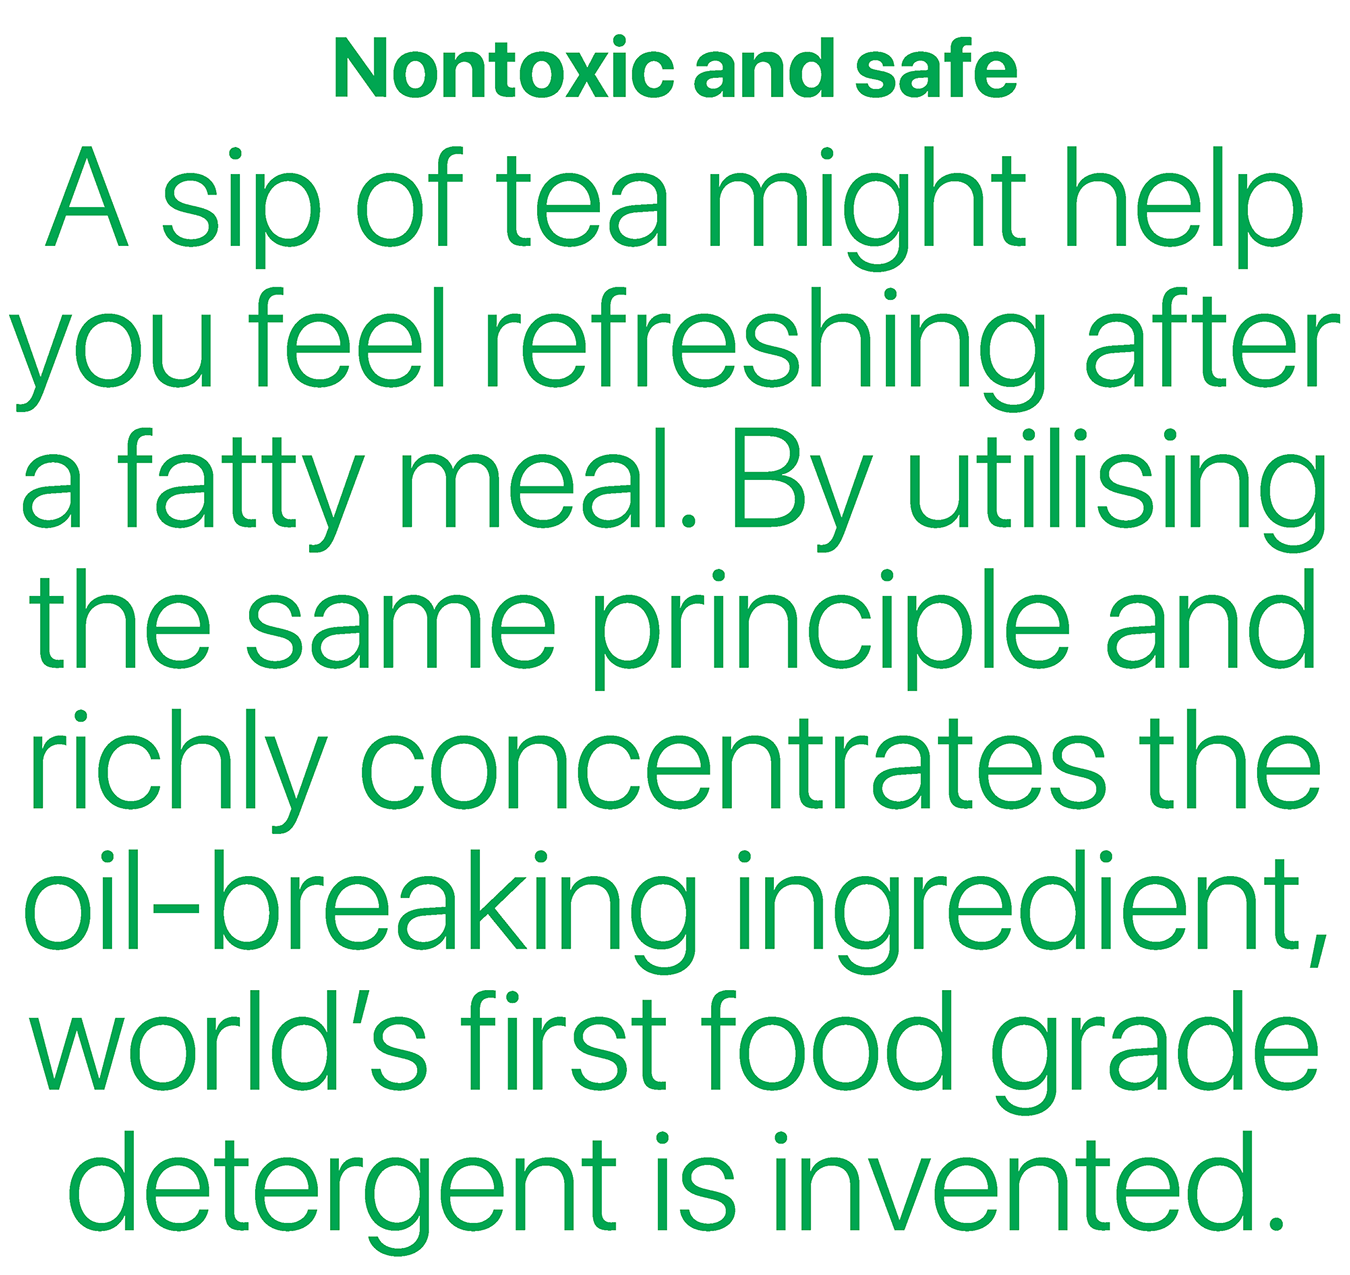 Nontoxic and safe
A sip of tea might help
you feel refreshing after
a fatty meal. By utilising
the same principle and
richly concentrates the
oil-breaking ingredient,
world’s first food grade
detergent is invented.